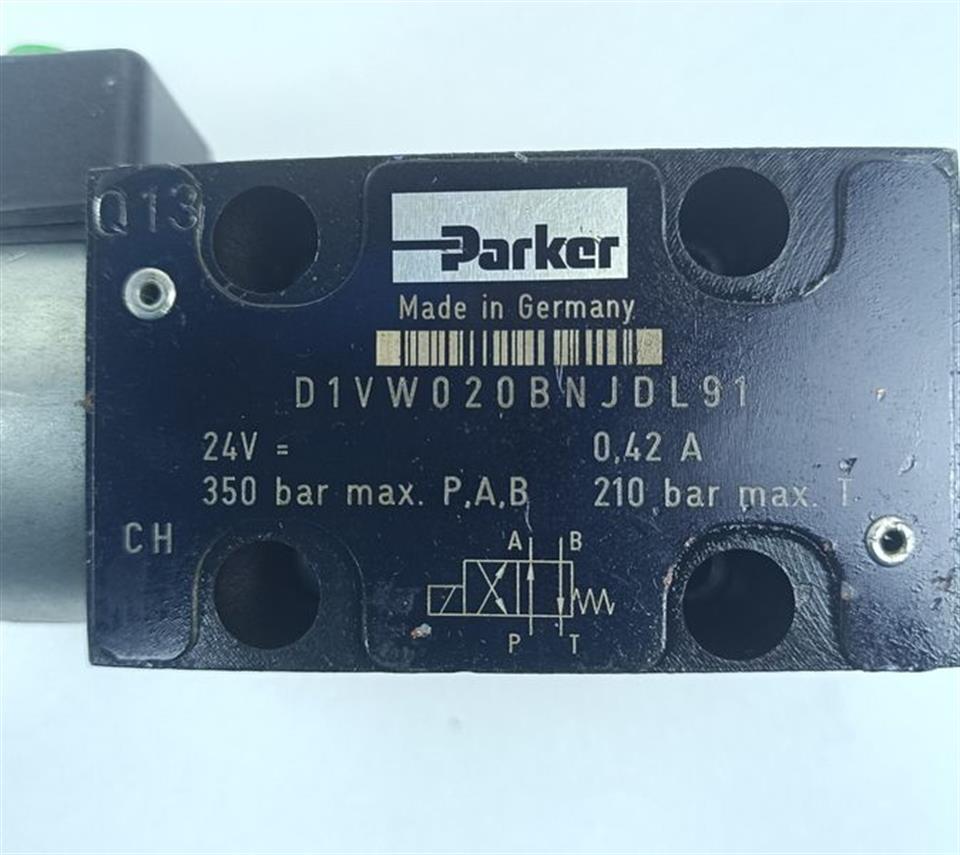 Q13
Parker
Made in Germany
D1VW020BNJDL91
24V = 0,42 A
350 bar max. P,A,B 210 bar max. T
CH
A B
P T